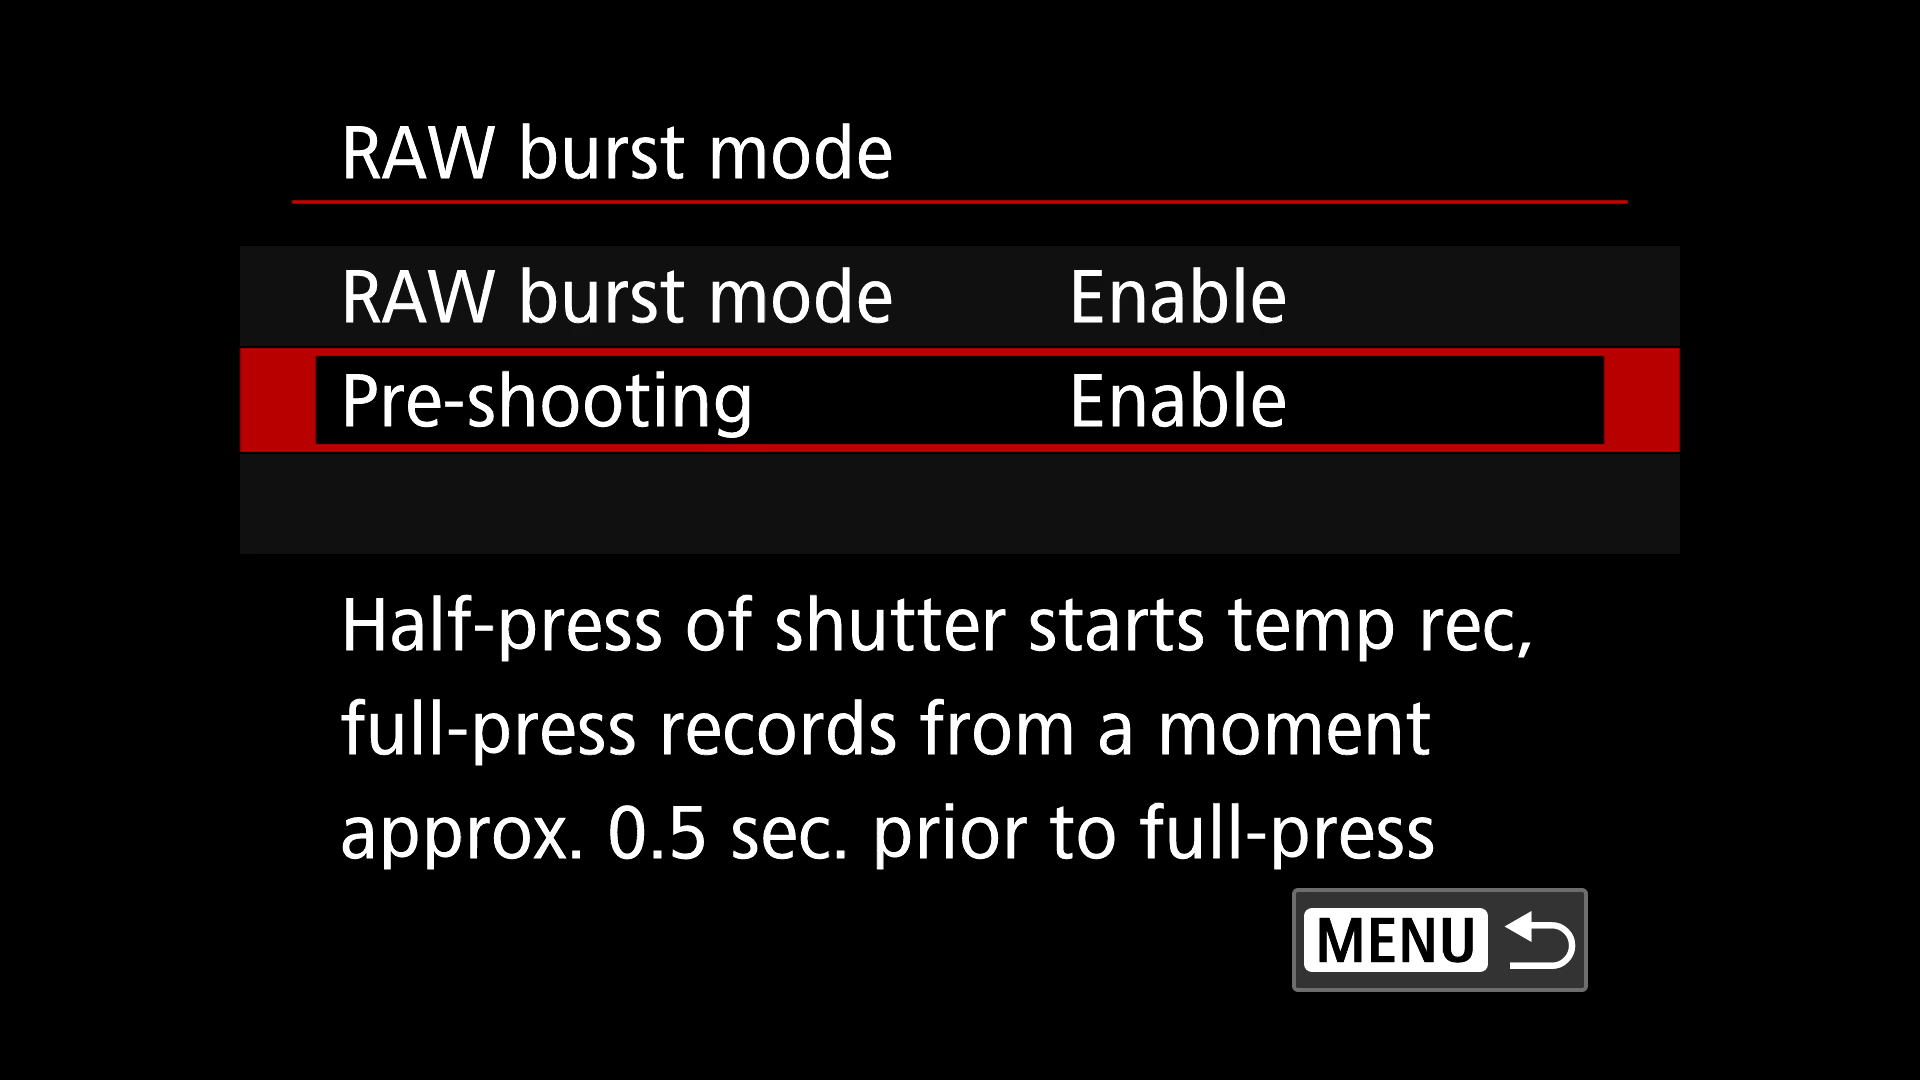 RAW burst mode
RAW burst mode Enable
Pre-shooting Enable
Half-press of shutter starts temp rec,
full-press records from a moment
approx. 0.5 sec. prior to full-press
MENU